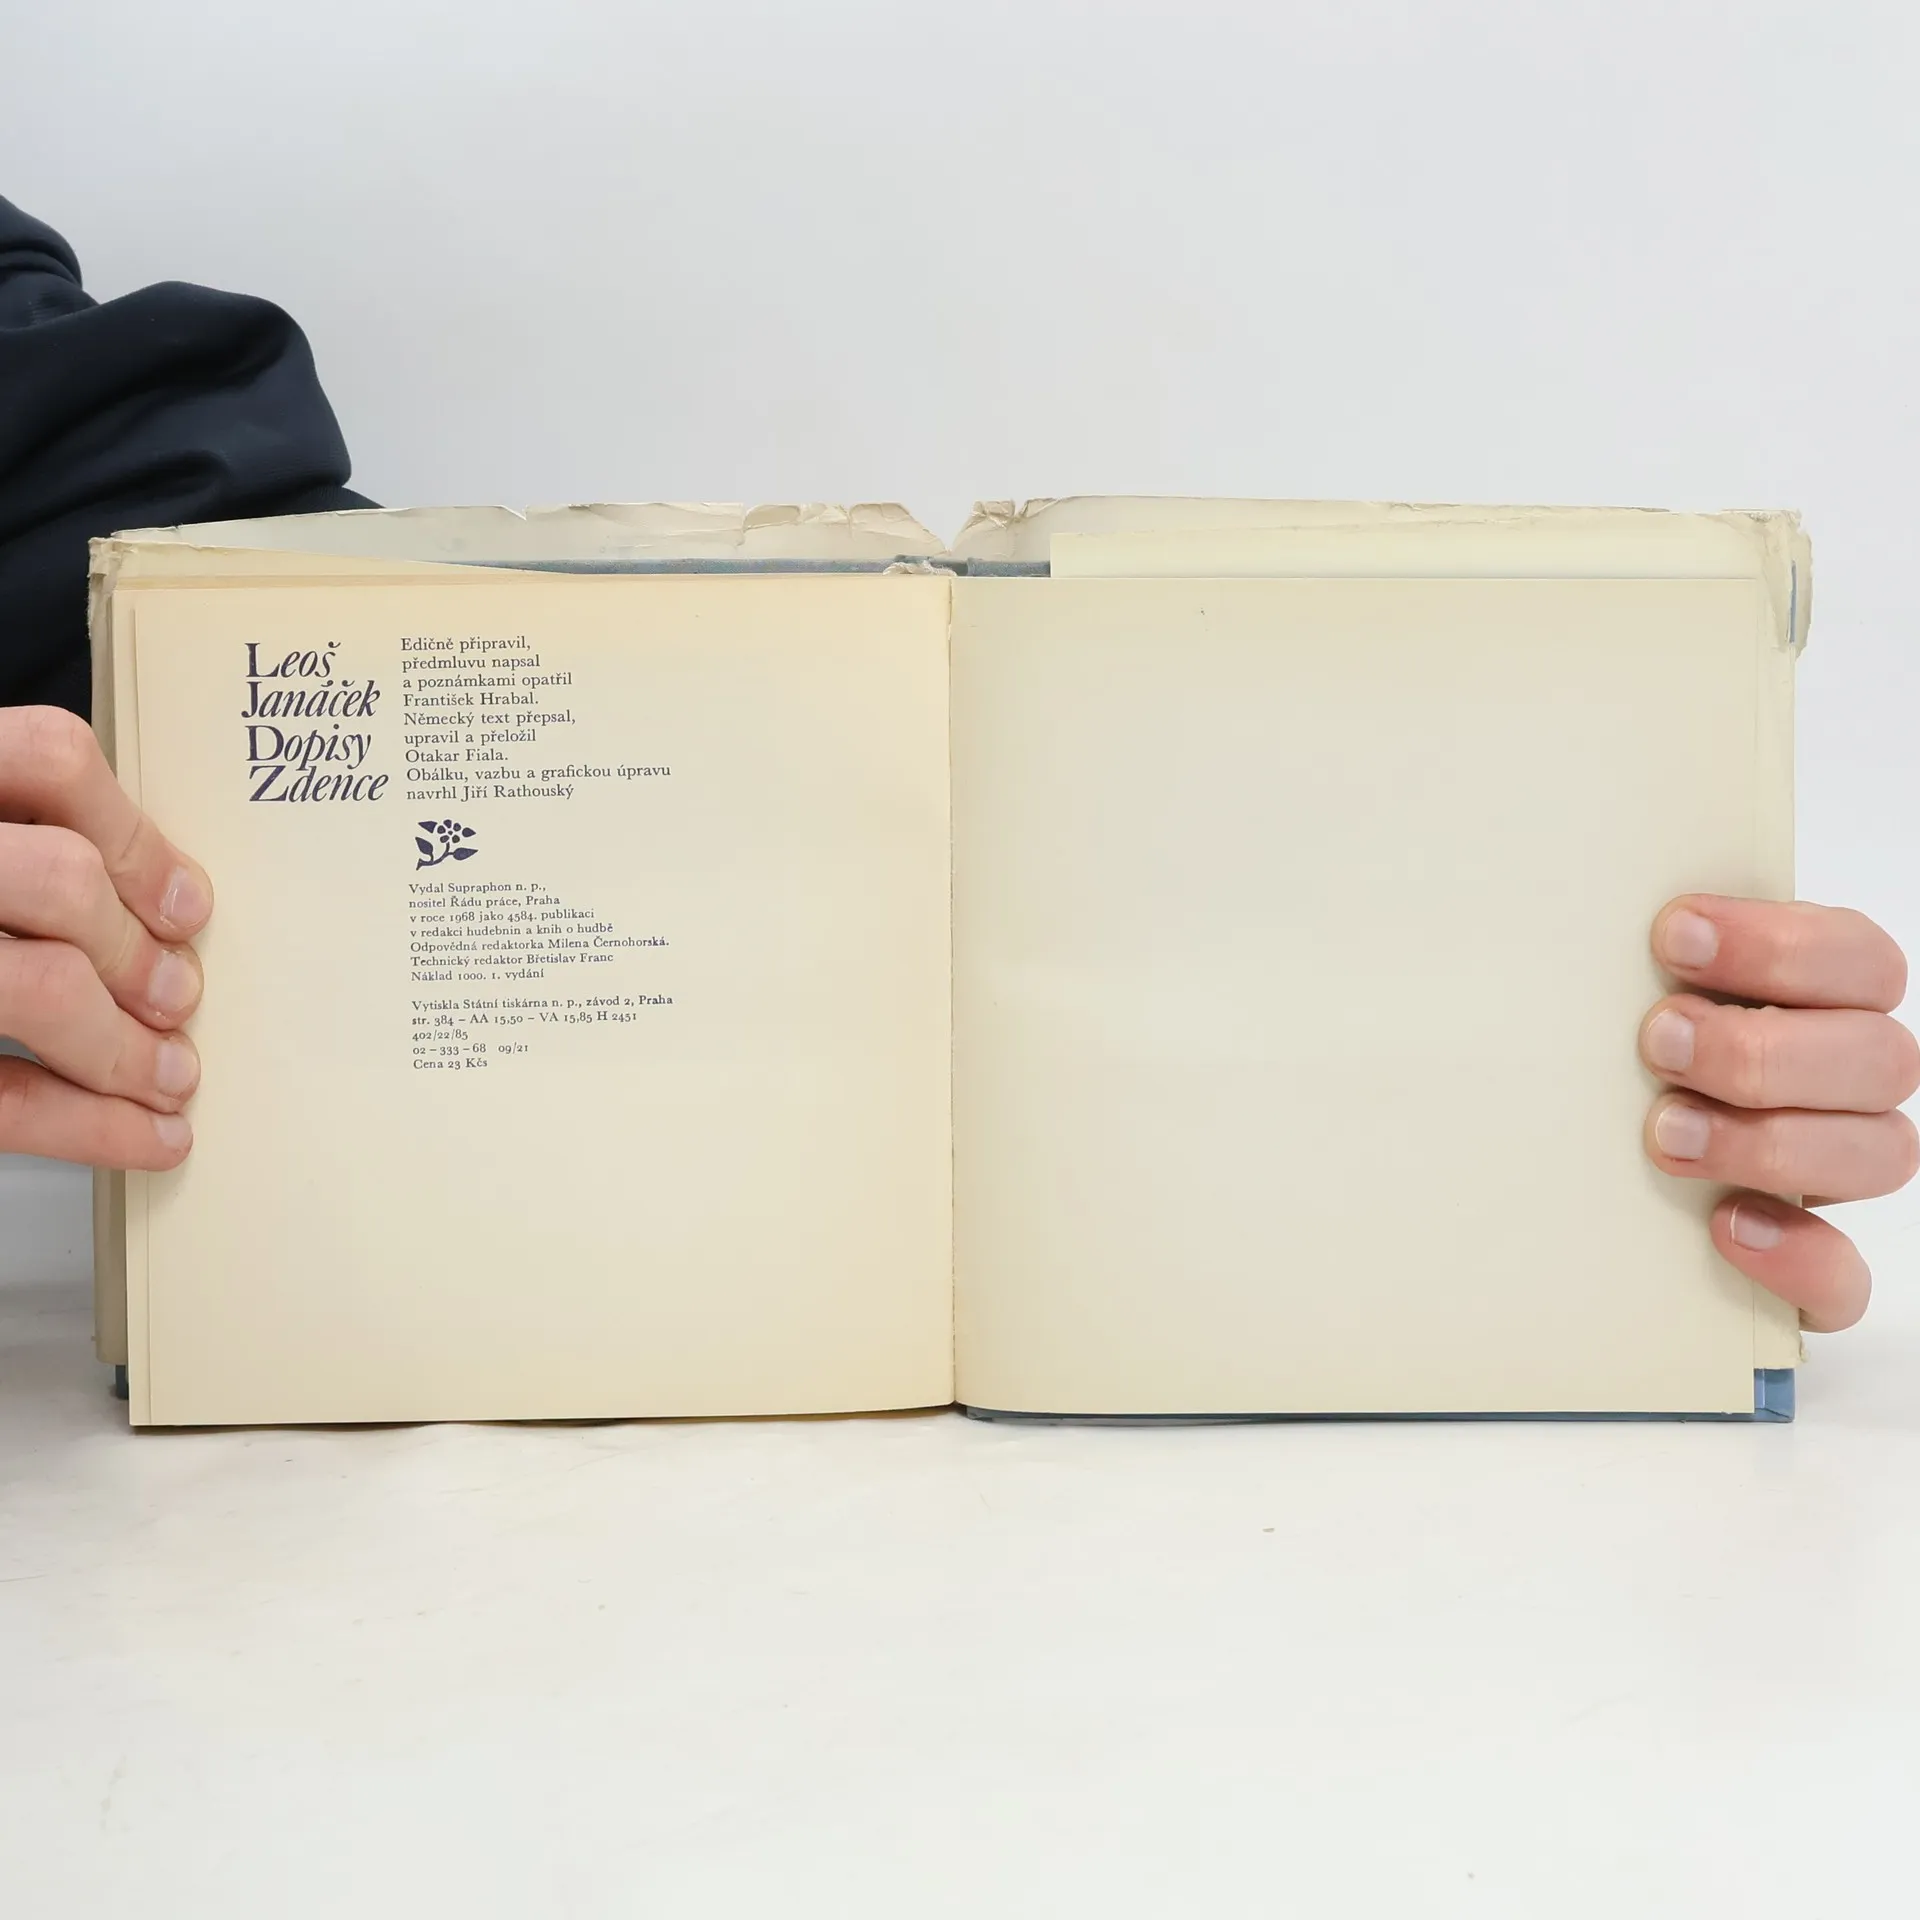 Leoš
Janáček
Dopisy
Zdence
Edičně připravil,
předmluvu napsal
a poznámkami opatřil
František Hrabal.
Německý text přepsal,
upravil a přeložil
Otakar Fiala.
Obálku, vazbu a grafickou úpravu
navrhl Jiří Rathouský
Vydal Supraphon n. p.,
nositel Řádu práce, Praha
v roce 1968 jako 4584. publikaci
v redakci hudebnin a knih o hudbě
Odpovědná redaktorka Milena Černohorská.
Technický redaktor Břetislav Franc
Náklad 1000. 1. vydání
Vytiskla Státní tiskárna n. p., závod 2, Praha
str. 384 – AA 15,50 – VA 15,85 H 2451
402/22/85
02 – 333 – 68 09/21
Cena 23 Kčs